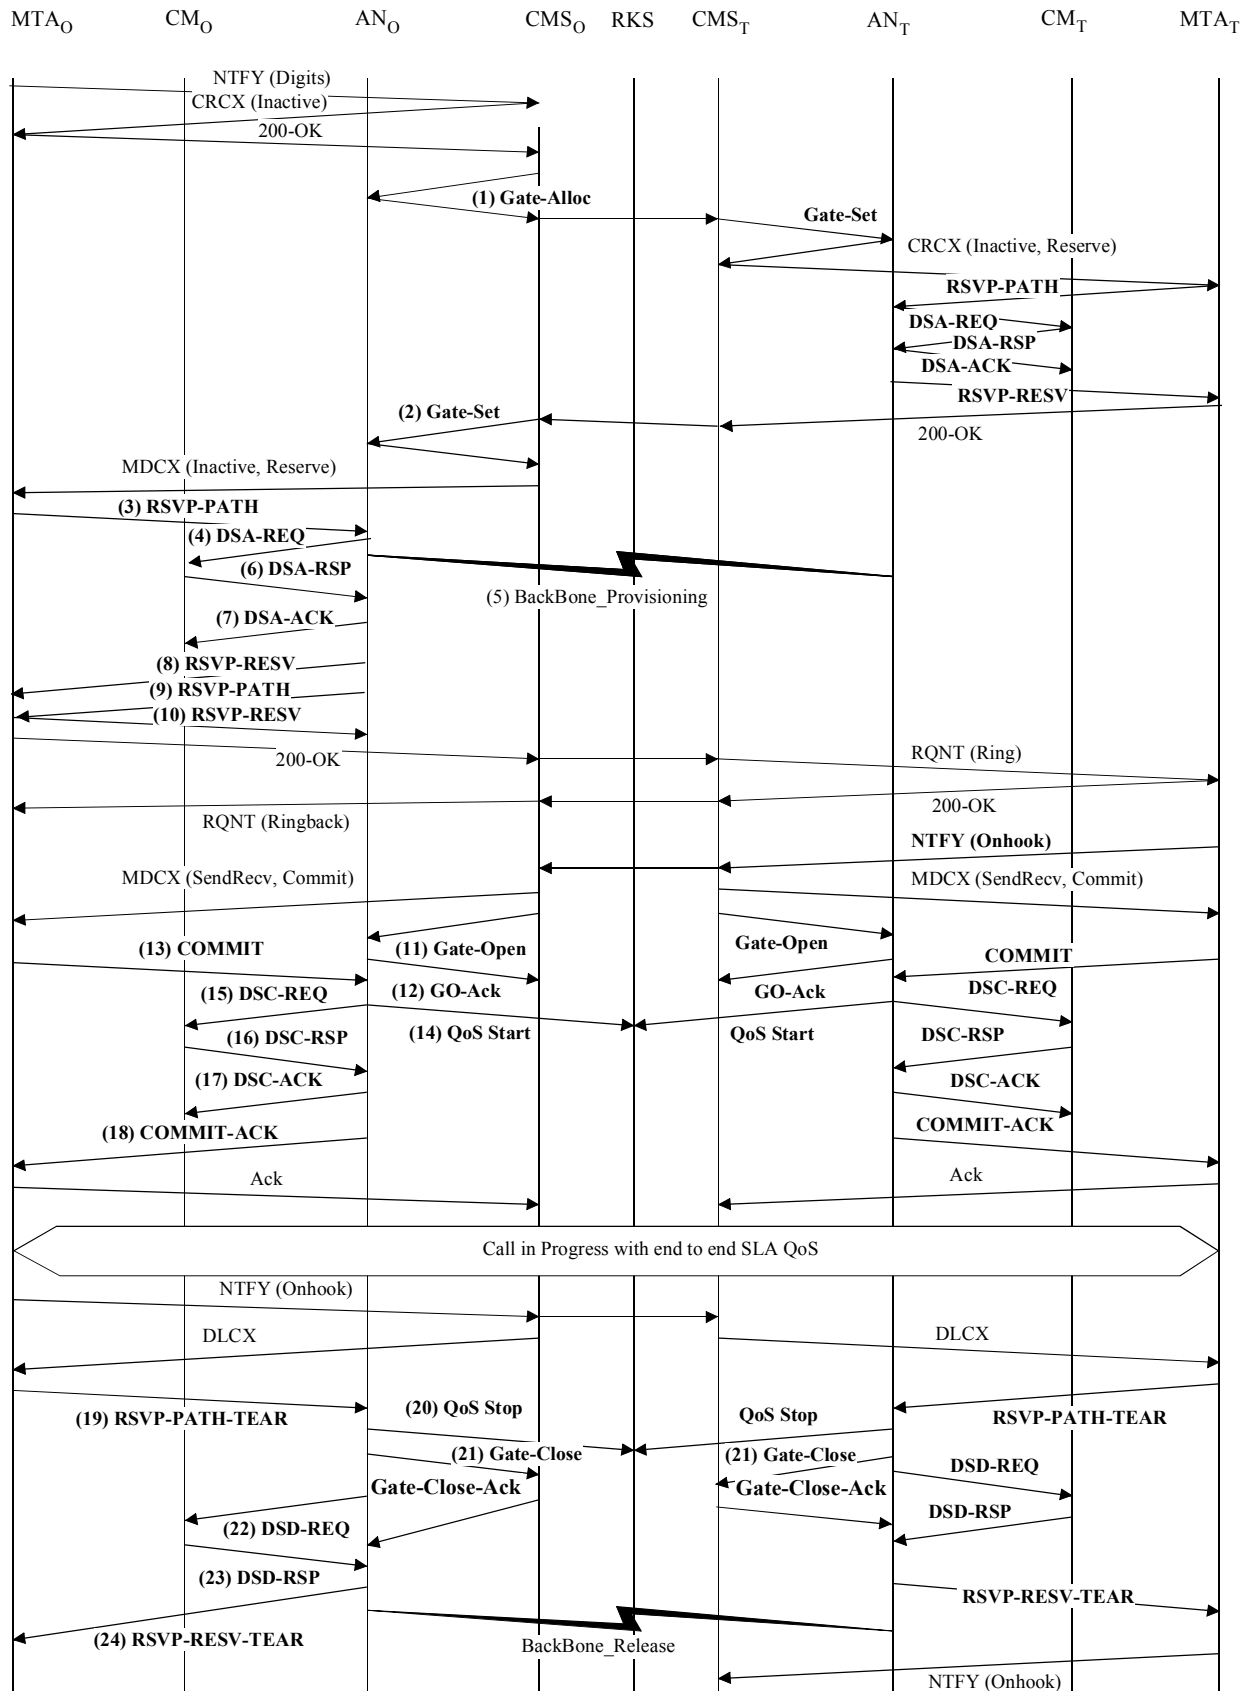 MTAO CMO ANO CMSO RKS CMST ANT CMT MTAT
NTFY (Digits)
CRCX (Inactive)
200-OK
(1) Gate-Alloc
Gate-Set
CRCX (Inactive, Reserve)
RSVP-PATH
DSA-REQ
DSA-RSP
DSA-ACK
RSVP-RESV
(2) Gate-Set
200-OK
MDCX (Inactive, Reserve)
(3) RSVP-PATH
(4) DSA-REQ
(6) DSA-RSP
(5) BackBone_Provisioning
(7) DSA-ACK
(8) RSVP-RESV
(9) RSVP-PATH
(10) RSVP-RESV
200-OK
RQNT (Ring)
200-OK
RQNT (Ringback)
NTFY (Onhook)
MDCX (SendRecv, Commit)
MDCX (SendRecv, Commit)
(13) COMMIT
(11) Gate-Open
Gate-Open
COMMIT
(15) DSC-REQ
(12) GO-Ack
GO-Ack
DSC-REQ
(16) DSC-RSP
(14) QoS Start
QoS Start
DSC-RSP
(17) DSC-ACK
DSC-ACK
(18) COMMIT-ACK
COMMIT-ACK
Ack
Ack
Call in Progress with end to end SLA QoS
NTFY (Onhook)
DLCX
DLCX
(19) RSVP-PATH-TEAR
(20) QoS Stop
QoS Stop
RSVP-PATH-TEAR
(21) Gate-Close
(21) Gate-Close
DSD-REQ
Gate-Close-Ack
Gate-Close-Ack
(22) DSD-REQ
DSD-RSP
(23) DSD-RSP
RSVP-RESV-TEAR
(24) RSVP-RESV-TEAR
BackBone_Release
NTFY (Onhook)